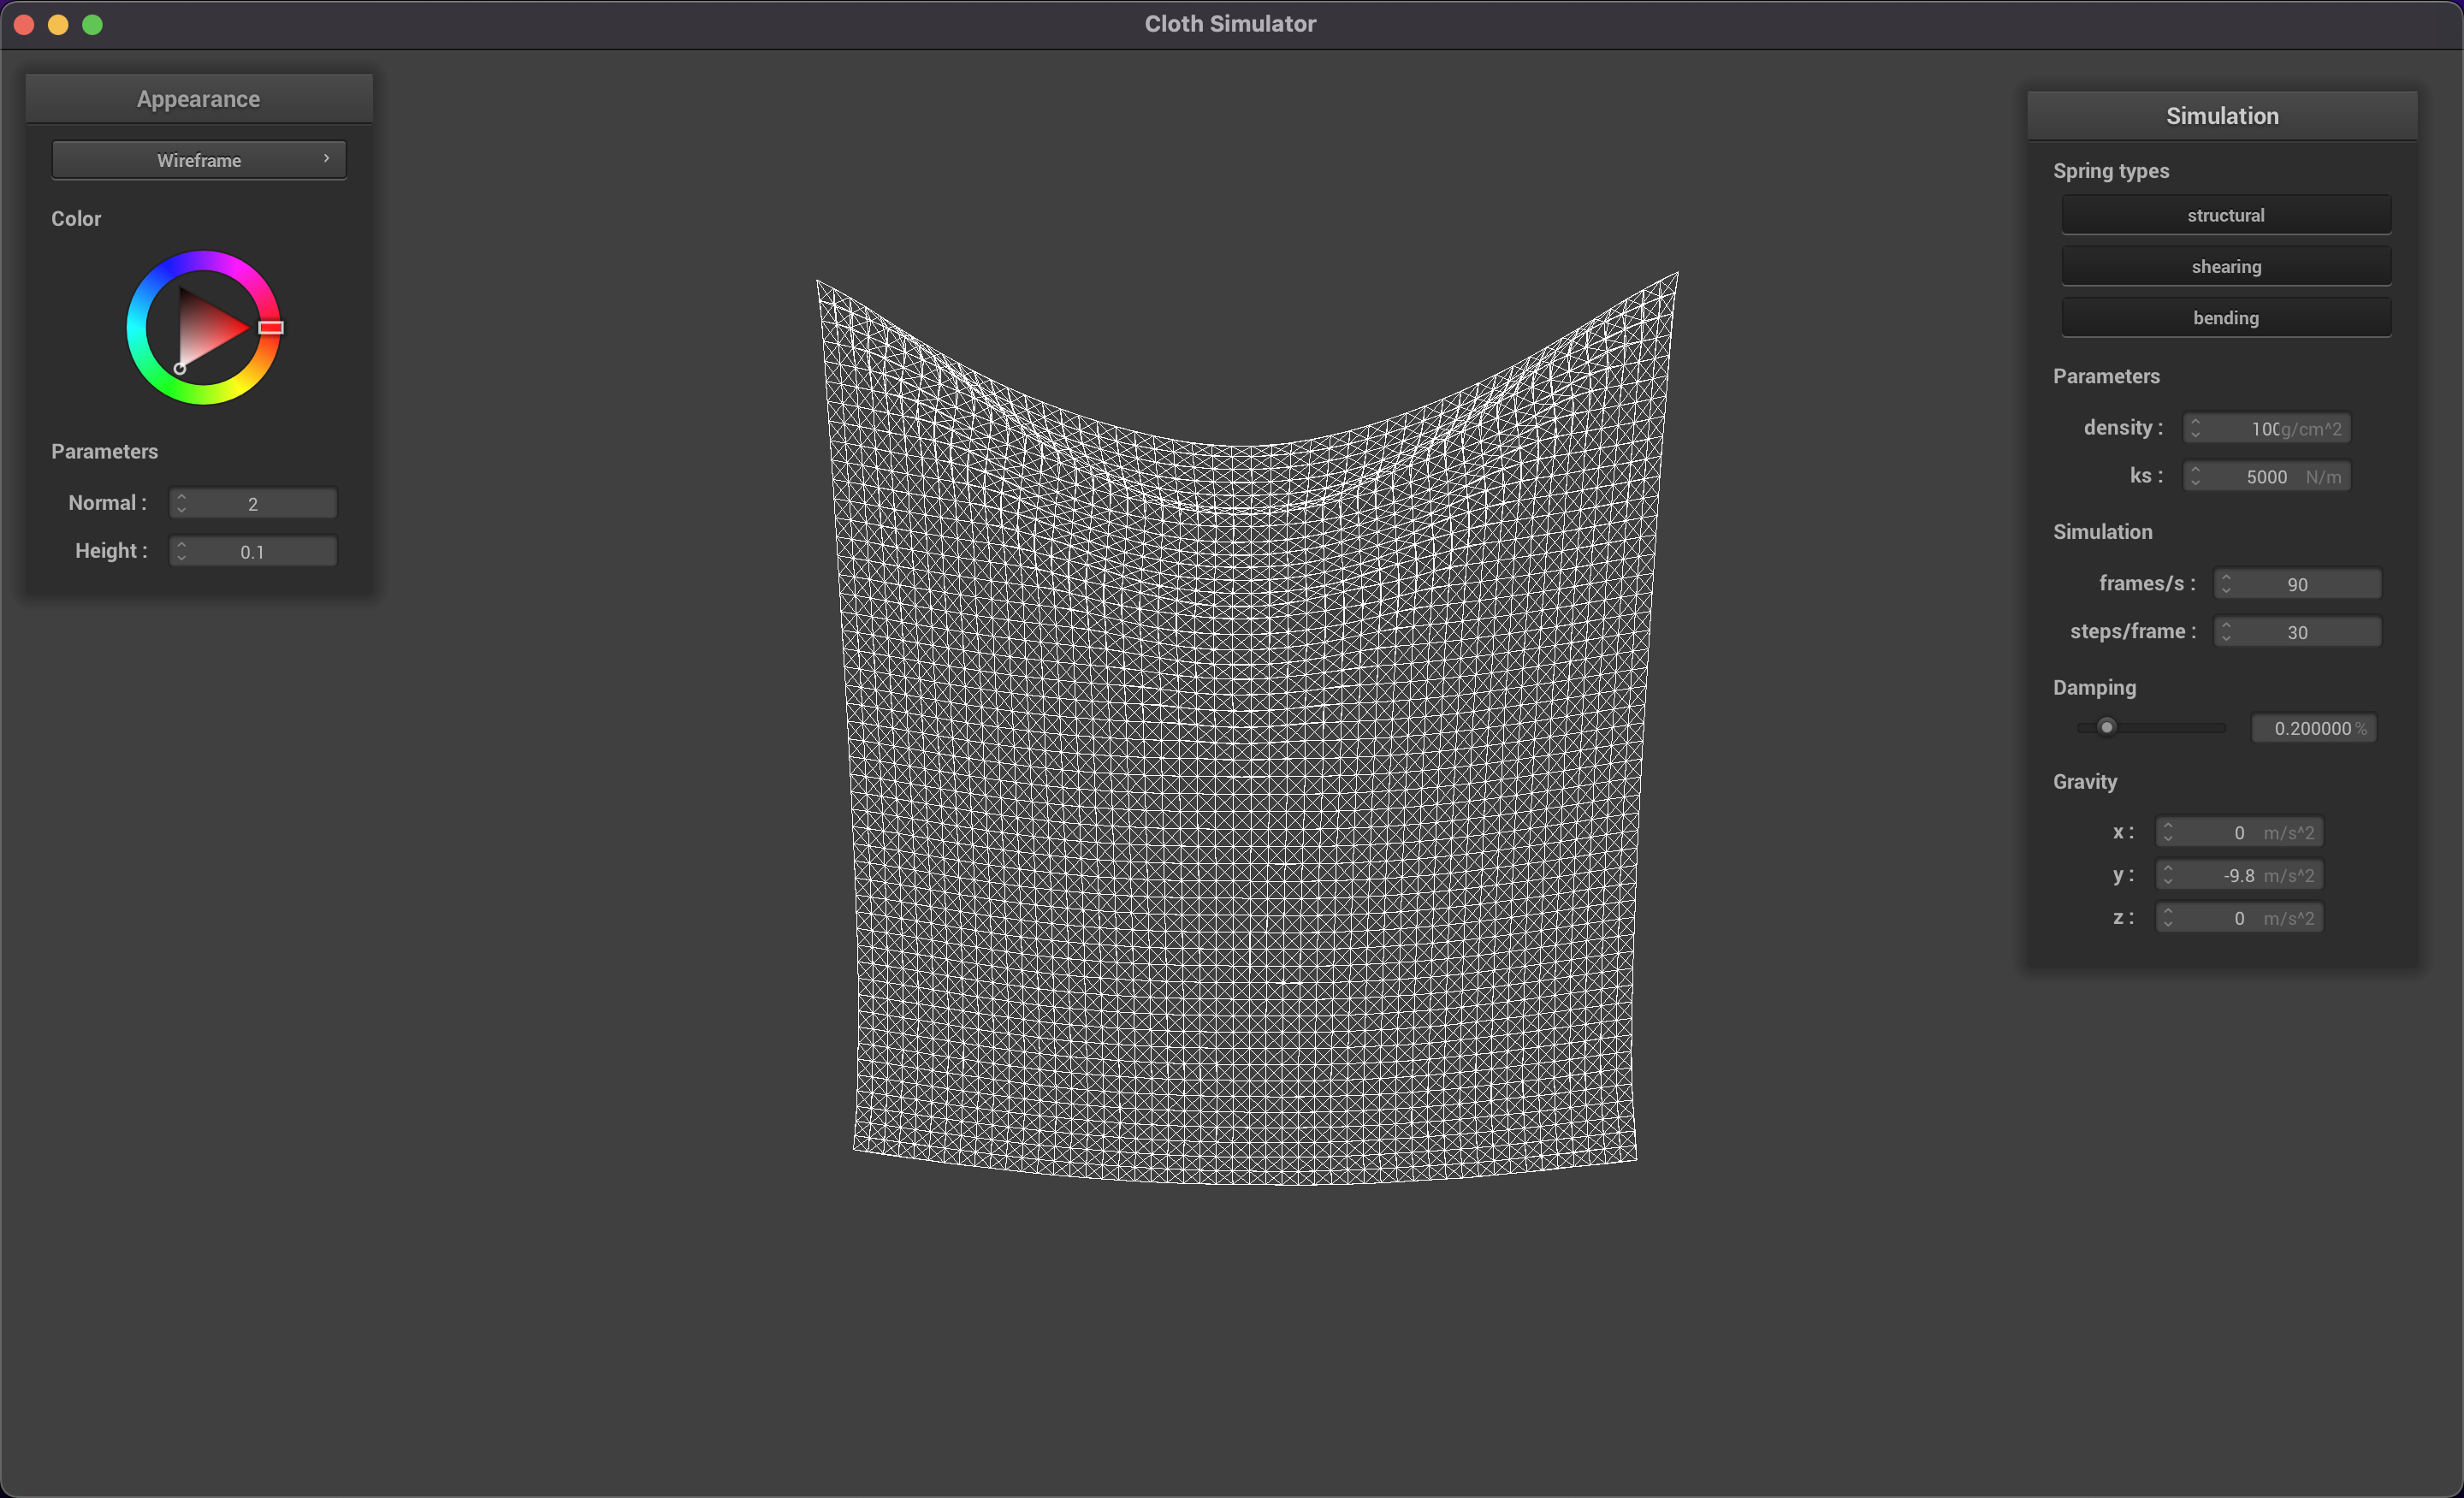 Cloth Simulator
Appearance
Wireframe
Color
Parameters
Normal : 2
Height : 0.1
Simulation
Spring types
structural
shearing
bending
Parameters
density : 100g/cm^2
ks : 5000 N/m
Simulation
frames/s : 90
steps/frame : 30
Damping
0.200000 %
Gravity
x : 0 m/s^2
y : -9.8 m/s^2
z : 0 m/s^2